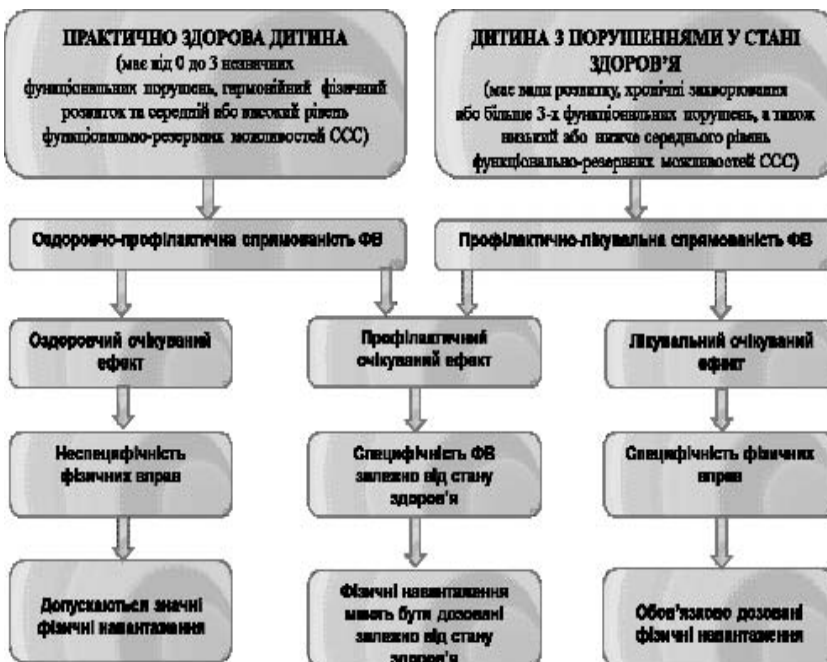 ПРАКТИЧНО ЗДОРОВА ДИТИНА
(має від 0 до 3 незначних
функціональних порушень, гармонійний фізичний
розвиток та середній або високий рівень
функціонально-резервних можливостей ССС)
ДИТИНА З ПОРУШЕННЯМИ У СТАНІ
ЗДОРОВ'Я
(має вади розвитку, хронічні захворювання
або більше 3-х функціональних порушень, а також
низький або нижче середнього рівень
функціонально-резервних можливостей ССС)
Оздоровчо-профілактична спрямованість ФВ
Профілактично-лікувальна спрямованість ФВ
Оздоровчий очікуваний
ефект
Профілактичний
очікуваний ефект
Лікувальний очікуваний
ефект
Неспецифічність
фізичних вправ
Специфічність ФВ
залежно від стану
здоров'я
Специфічність фізичних
вправ
Допускаються значні
фізичні навантаження
Фізичні навантаження
мають бути дозовані
залежно від стану
здоров'я
Обов'язково дозовані
фізичні навантаження